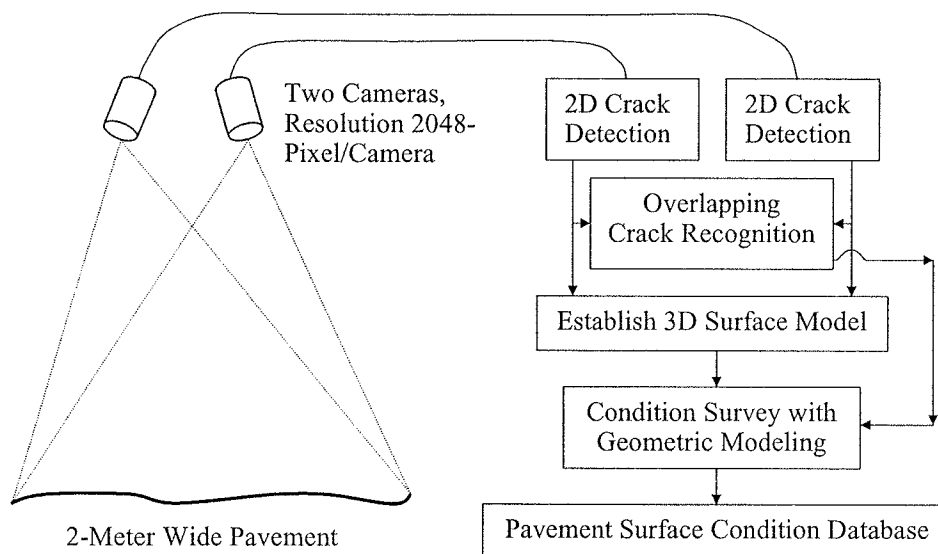 Two Cameras,
Resolution 2048-
Pixel/Camera
2D Crack
Detection
2D Crack
Detection
Overlapping
Crack Recognition
Establish 3D Surface Model
Condition Survey with
Geometric Modeling
Pavement Surface Condition Database
2-Meter Wide Pavement